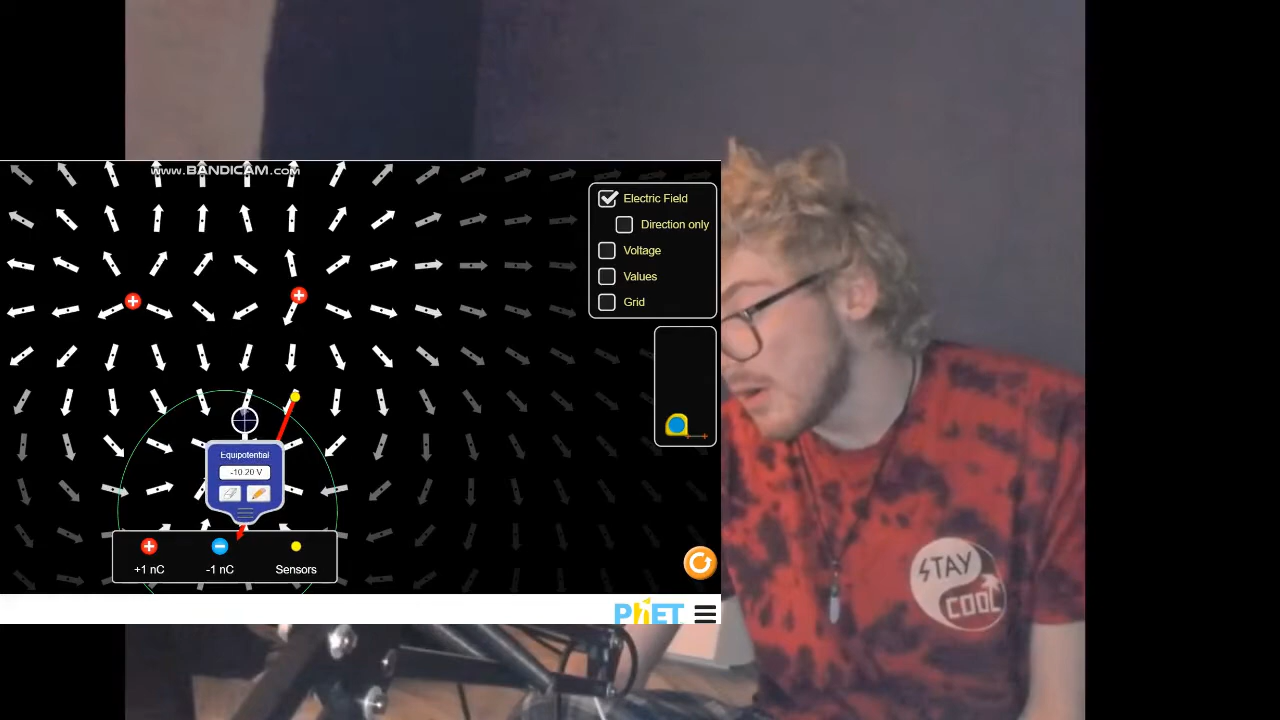 www.BANDICAM.com
Electric Field
Direction only
Voltage
Values
Grid
Equipotential
-10.20 V
+1 nC
-1 nC
Sensors
PhET
STAY
COOL